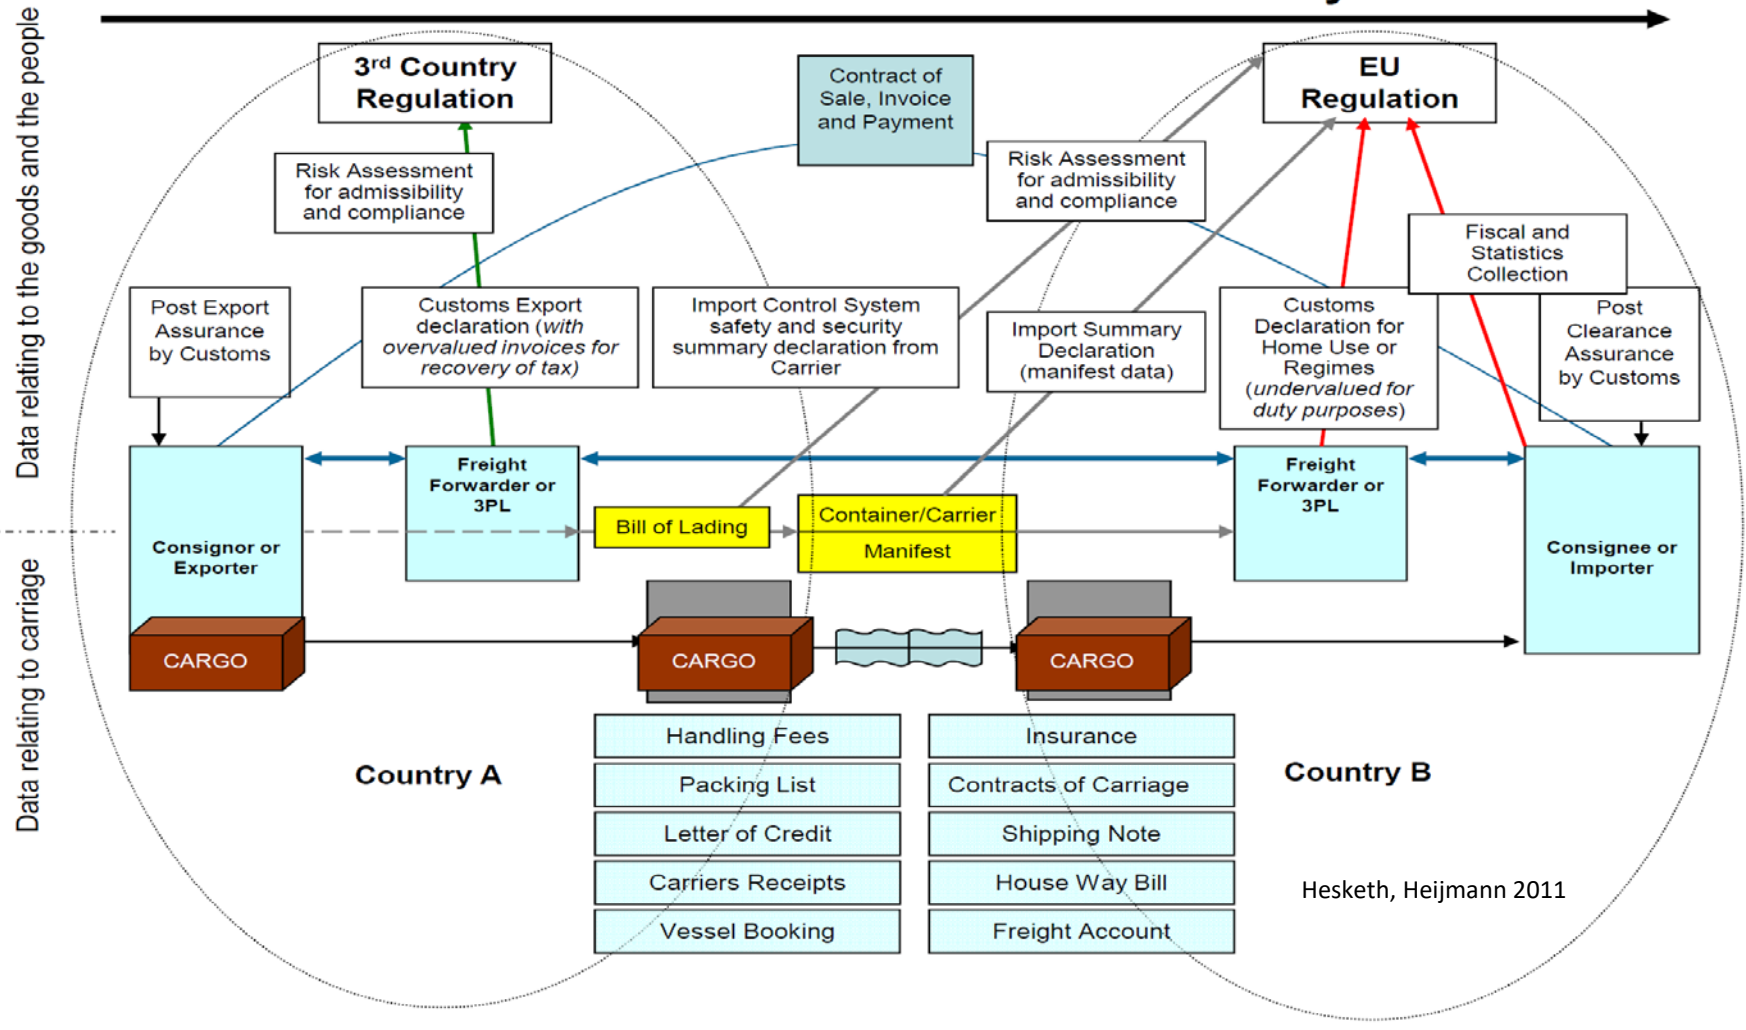 Data relating to the goods and the people
Data relating to carriage
3rd Country
Regulation
Contract of
Sale, Invoice
and Payment
EU
Regulation
Risk Assessment
for admissibility
and compliance
Risk Assessment
for admissibility
and compliance
Fiscal and
Statistics
Collection
Post Export
Assurance
by Customs
Customs Export
declaration (with
overvalued invoices for
recovery of tax)
Import Control System
safety and security
summary declaration from
Carrier
Import Summary
Declaration
(manifest data)
Customs
Declaration for
Home Use or
Regimes
(undervalued for
duty purposes)
Post
Clearance
Assurance
by Customs
Consignor or
Exporter
Freight
Forwarder or
3PL
Bill of Lading
Container/Carrier
Manifest
Freight
Forwarder or
3PL
Consignee or
Importer
CARGO
CARGO
CARGO
Country A
Country B
Handling Fees
Packing List
Letter of Credit
Carriers Receipts
Vessel Booking
Insurance
Contracts of Carriage
Shipping Note
House Way Bill
Freight Account
Hesketh, Heijmann 2011